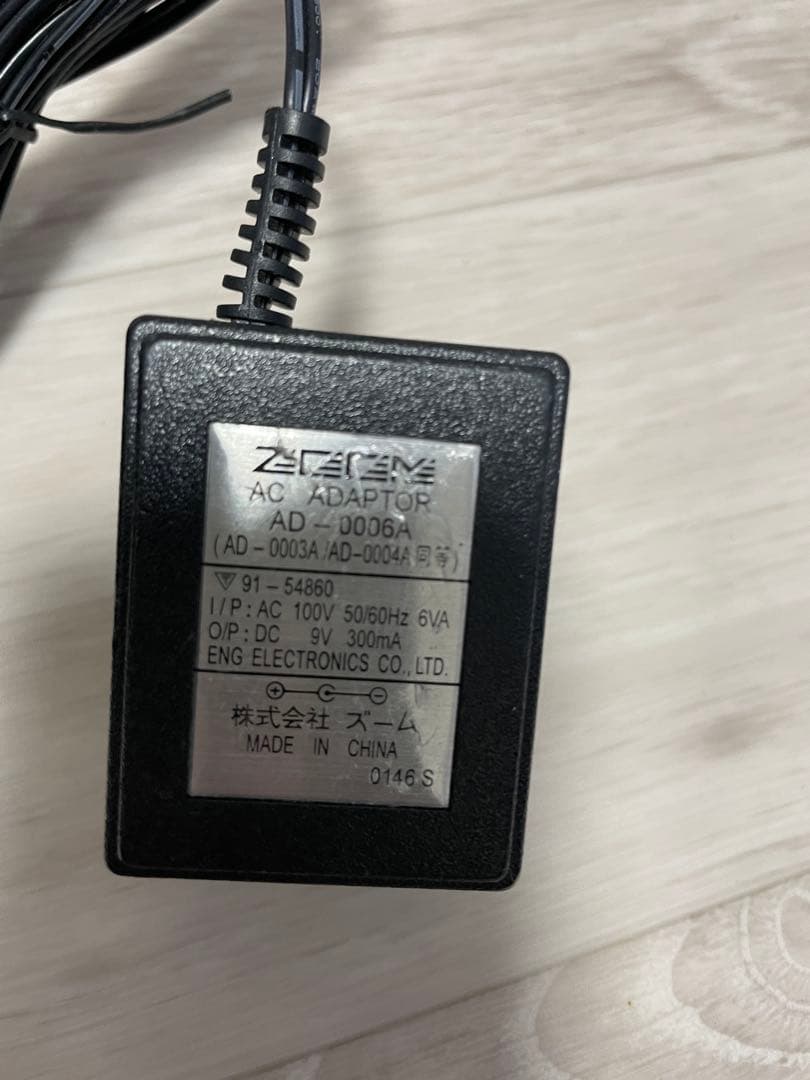 ZOOM
AC ADAPTOR
AD-0006A
(AD-0003A/AD-0004A同等)
91-54860
I/P: AC 100V 50/60Hz 6VA
O/P: DC 9V 300mA
ENG ELECTRONICS CO., LTD.
株式会社 ズーム
MADE IN CHINA
0146 S